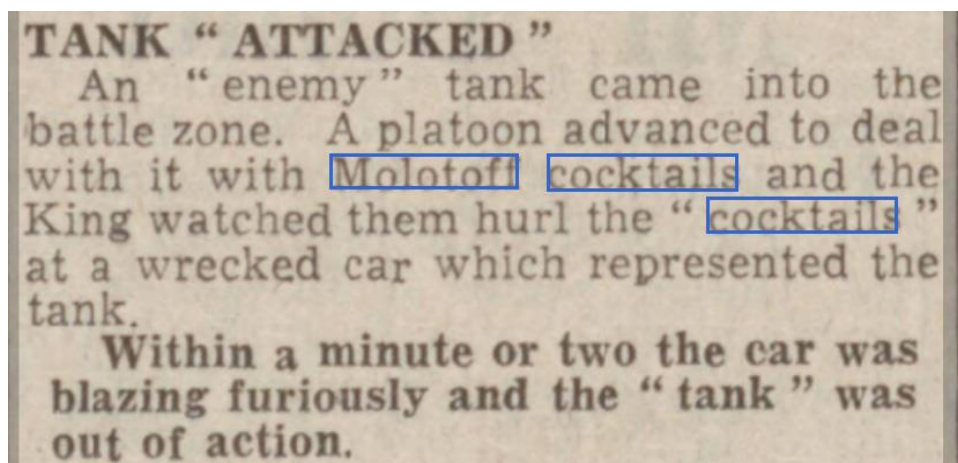 TANK “ ATTACKED ”
An “ enemy ” tank came into the
battle zone. A platoon advanced to deal
with it with Molotoff cocktails and the
King watched them hurl the “ cocktails ”
at a wrecked car which represented the
tank.
Within a minute or two the car was
blazing furiously and the “ tank ” was
out of action.